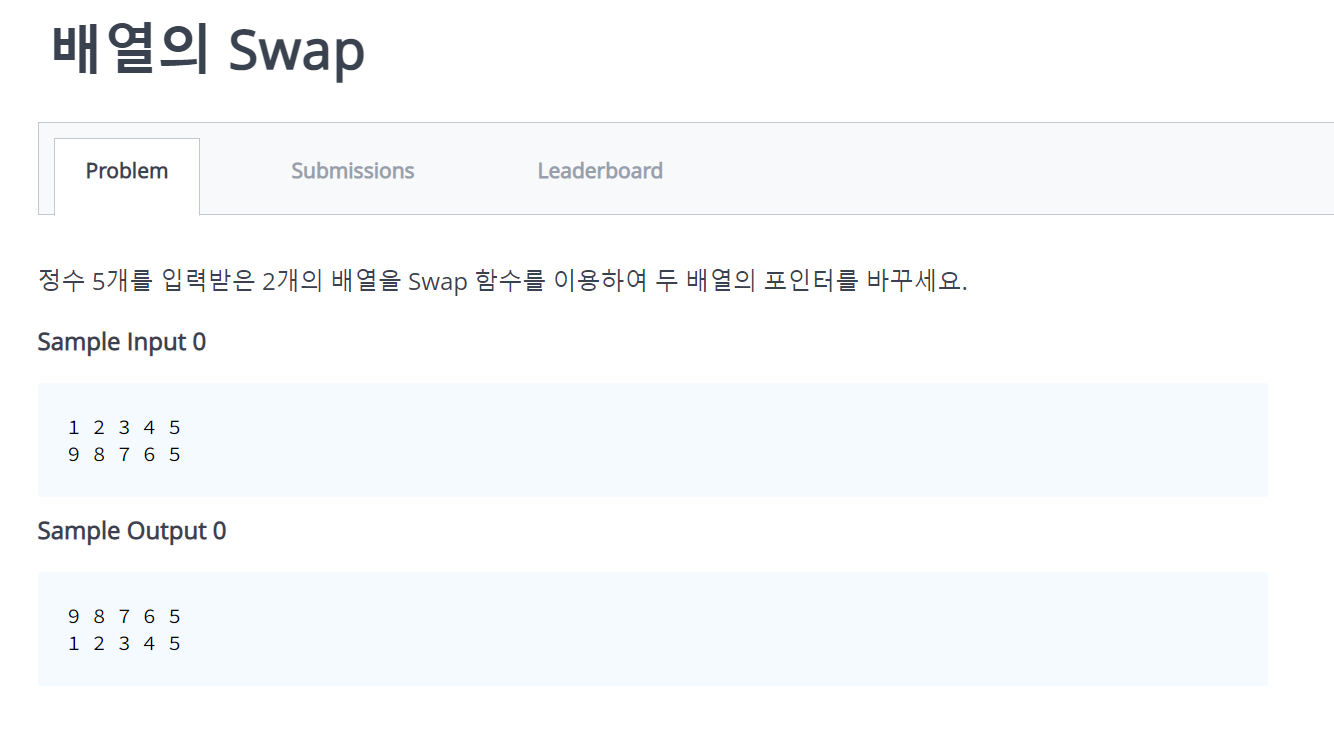 배열의 Swap
Problem
Submissions
Leaderboard
정수 5개를 입력받은 2개의 배열을 Swap 함수를 이용하여 두 배열의 포인터를 바꾸세요.
Sample Input 0
1 2 3 4 5
9 8 7 6 5
Sample Output 0
9 8 7 6 5
1 2 3 4 5